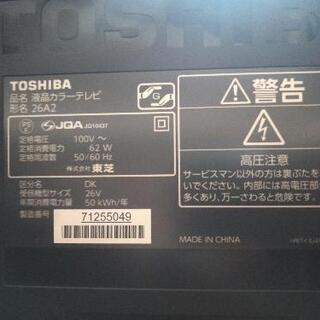 TOSHIBA
TOSHIBA
品名 液晶カラーテレビ
形名 26A2
JQA JQ10437
定格電圧 100V~
定格消費電力 62 W
定格周波数 50/60 Hz
株式会社 東芝
区分 DK
受信機型サイズ 26V
年間消費電力量 50 kWh/年
製造番号 71255049
警告
高圧注意
サービスマン以外の方は裏ぶたを
いでください。内部には高電圧部
多くあり、万一さわると危険です。
MADE IN CHINA